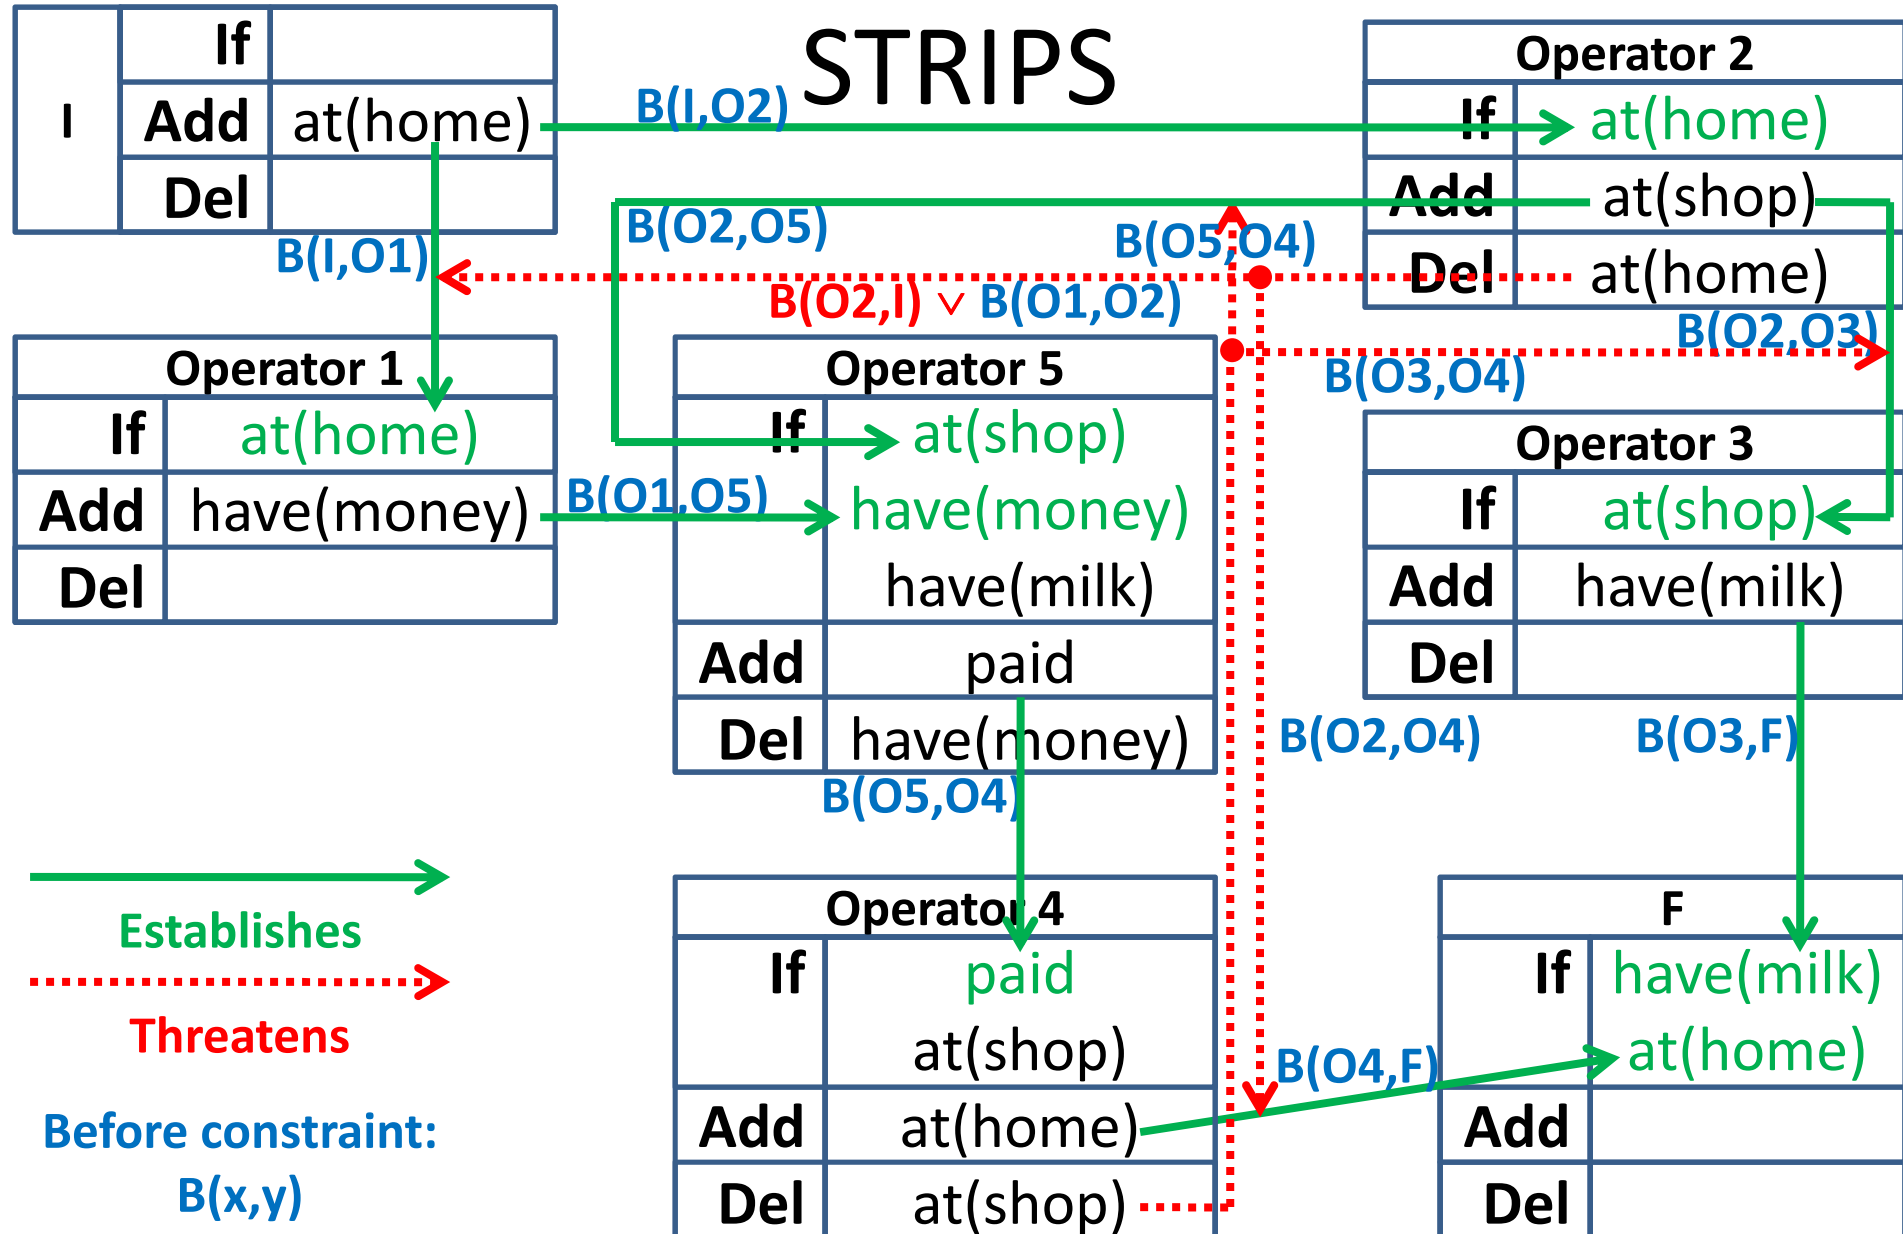 STRIPS
I
If
Add at(home)
Del
B(I,O2)
B(I,O1)
Operator 2
If at(home)
Add at(shop)
Del at(home)
B(O2,O5)
B(O5,O4)
B(O2,I) ∨ B(O1,O2)
B(O2,O3)
B(O3,O4)
Operator 1
If at(home)
Add have(money)
Del
B(O1,O5)
Operator 5
If at(shop)
have(money)
have(milk)
Add paid
Del have(money)
B(O5,O4)
Operator 3
If at(shop)
Add have(milk)
Del
B(O2,O4)
B(O3,F)
Establishes
Threatens
Before constraint:
B(x,y)
Operator 4
If paid
at(shop)
Add at(home)
Del at(shop)
B(O4,F)
F
If have(milk)
at(home)
Add
Del